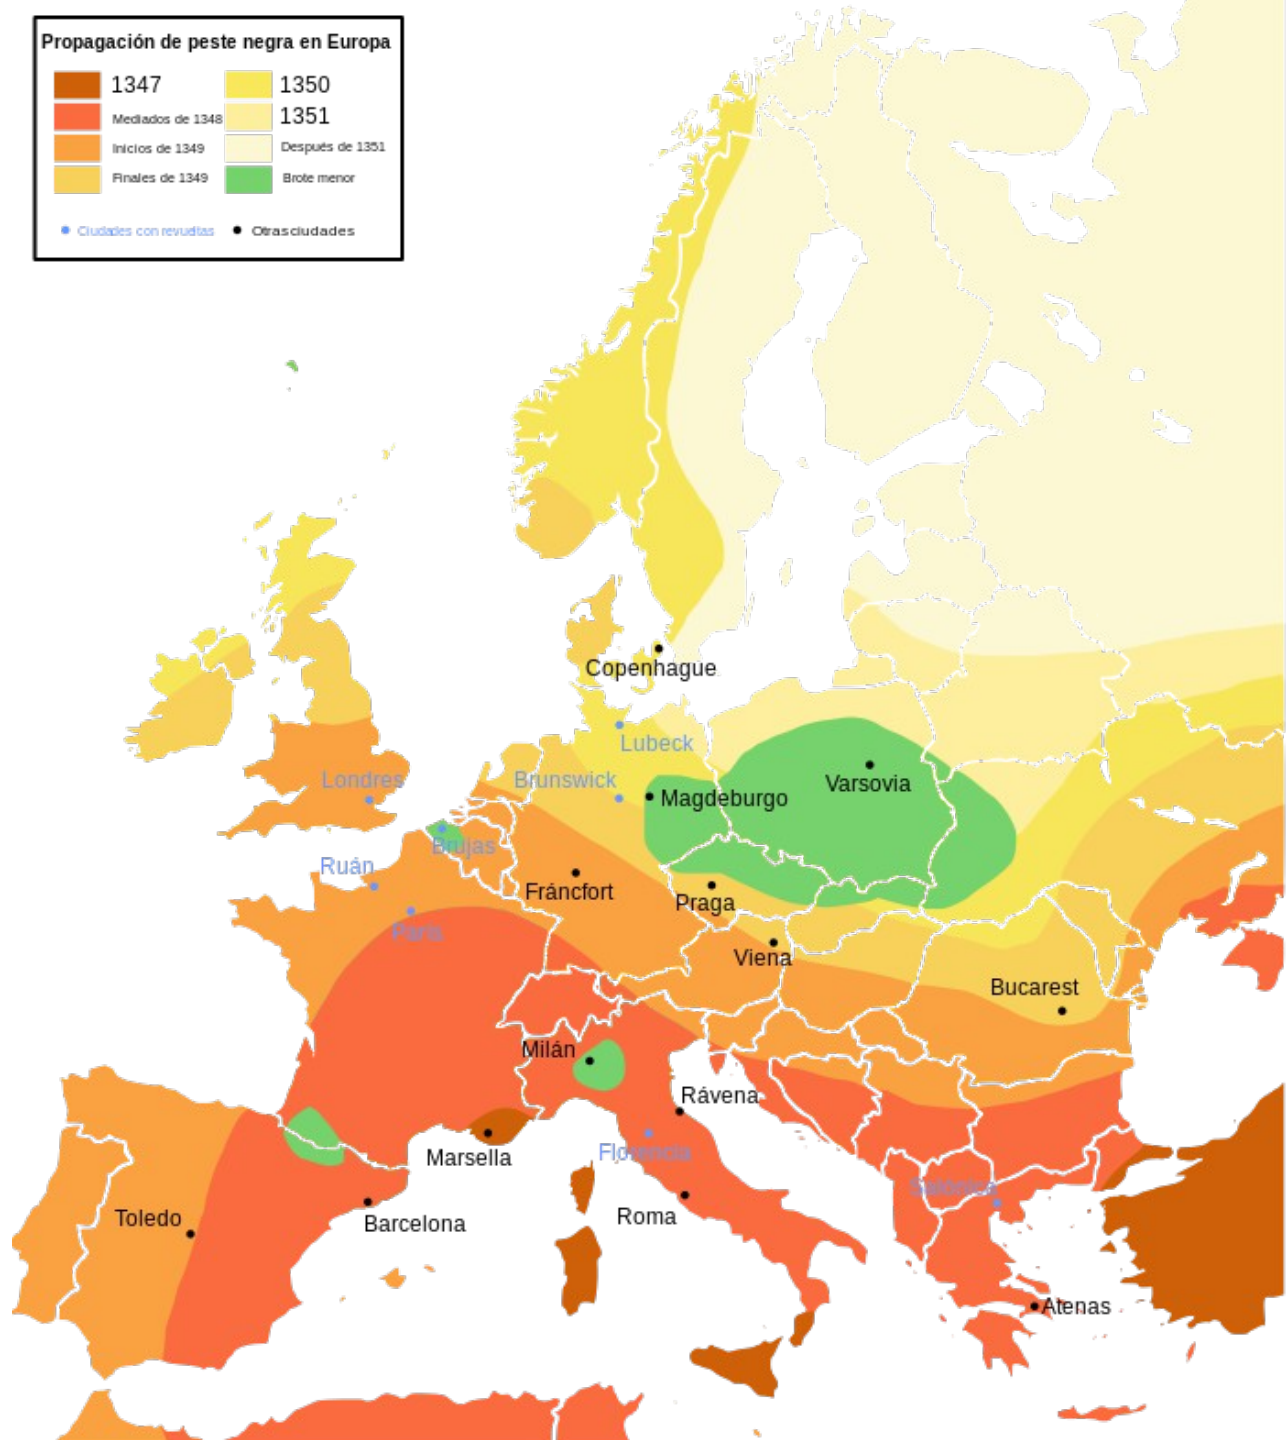 Propagación de peste negra en Europa
1347
1350
Mediados de 1348
1351
Inicios de 1349
Después de 1351
Finales de 1349
Brote menor
Ciudades con revueltas
Otras ciudades
Copenhague
Lubeck
Brunswick
Varsovia
Londres
Magdeburgo
Brujas
Ruán
Fráncfort
Praga
París
Viena
Bucarest
Milán
Rávena
Marsella
Florencia
Salónica
Toledo
Barcelona
Roma
Atenas